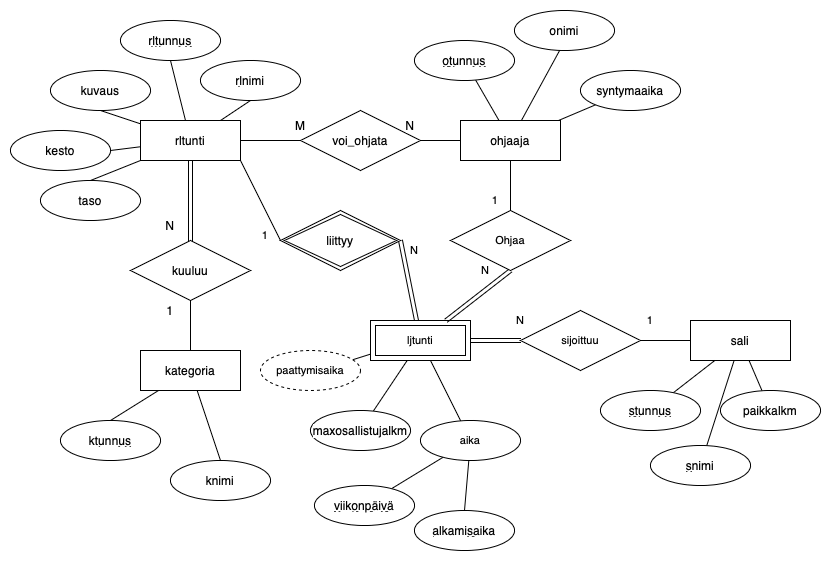 onimi
rltunnus
otunnus
rlnimi
kuvaus
syntymaaika
M
N
rltunti
voi_ohjata
ohjaaja
kesto
taso
1
N
1
liittyy
Ohjaa
N
kuuluu
N
1
N
1
ljtunti
sijoittuu
sali
kategoria
paattymisaika
stunnus
paikkalkm
maxosallistujalkm
ktunnus
aika
snimi
knimi
viikonpäivä
alkamisaika